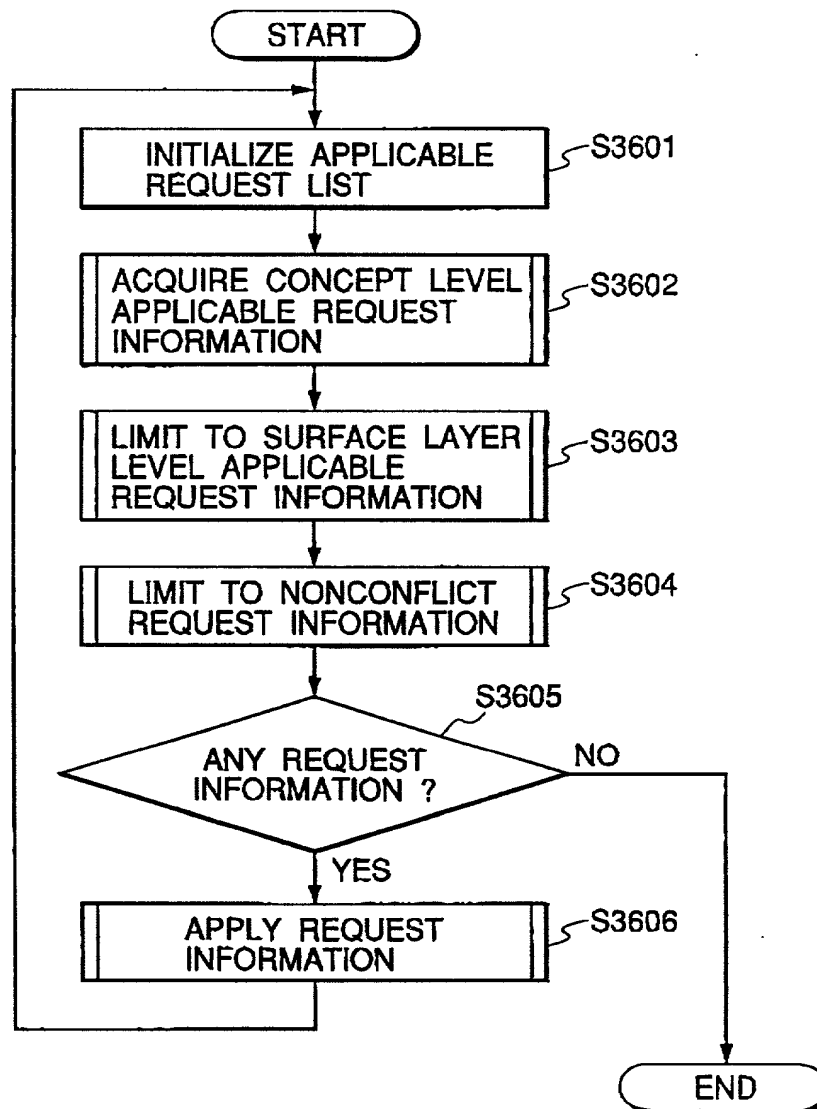 START
INITIALIZE APPLICABLE
REQUEST LIST
S3601
ACQUIRE CONCEPT LEVEL
APPLICABLE REQUEST
INFORMATION
S3602
LIMIT TO SURFACE LAYER
LEVEL APPLICABLE
REQUEST INFORMATION
S3603
LIMIT TO NONCONFLICT
REQUEST INFORMATION
S3604
S3605
ANY REQUEST
INFORMATION ?
NO
YES
APPLY REQUEST
INFORMATION
S3606
END